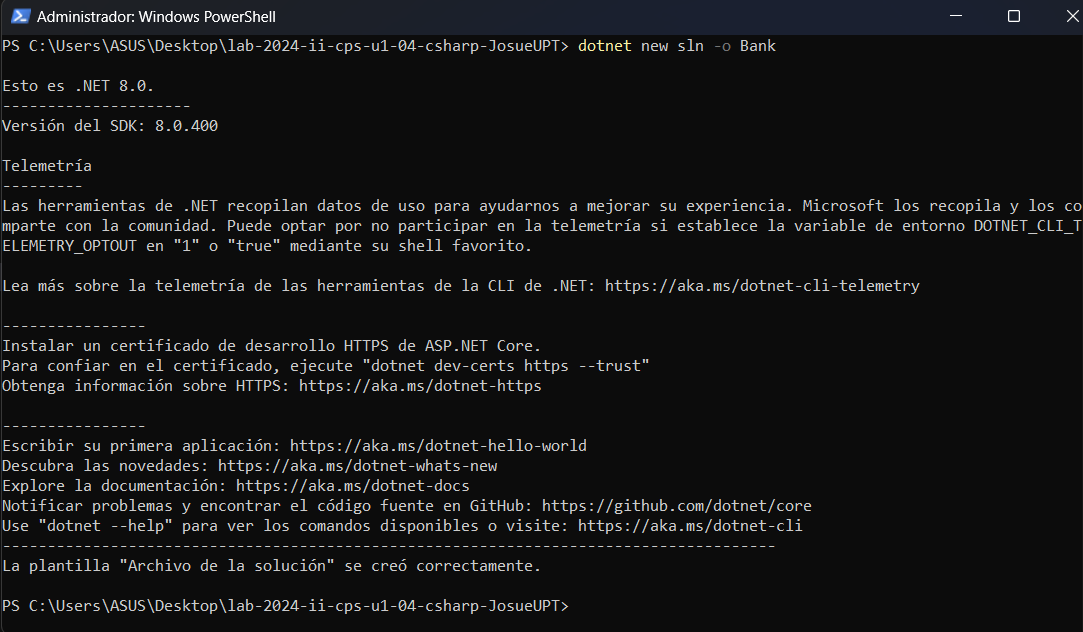 Administrador: Windows PowerShell
PS C:\Users\ASUS\Desktop\lab-2024-ii-cps-u1-04-csharp-JosueUPT> dotnet new sln -o Bank
Esto es .NET 8.0.
---------------------
Versión del SDK: 8.0.400
Telemetría
---------
Las herramientas de .NET recopilan datos de uso para ayudarnos a mejorar su experiencia. Microsoft los recopila y los co
mparte con la comunidad. Puede optar por no participar en la telemetría si establece la variable de entorno DOTNET_CLI_T
ELEMETRY_OPTOUT en "1" o "true" mediante su shell favorito.
Lea más sobre la telemetría de las herramientas de la CLI de .NET: https://aka.ms/dotnet-cli-telemetry
----------------
Instalar un certificado de desarrollo HTTPS de ASP.NET Core.
Para confiar en el certificado, ejecute "dotnet dev-certs https --trust"
Obtenga información sobre HTTPS: https://aka.ms/dotnet-https
----------------
Escribir su primera aplicación: https://aka.ms/dotnet-hello-world
Descubra las novedades: https://aka.ms/dotnet-whats-new
Explore la documentación: https://aka.ms/dotnet-docs
Notificar problemas y encontrar el código fuente en GitHub: https://github.com/dotnet/core
Use "dotnet --help" para ver los comandos disponibles o visite: https://aka.ms/dotnet-cli
--------------------------------------------------------------------------------------
La plantilla "Archivo de la solución" se creó correctamente.
PS C:\Users\ASUS\Desktop\lab-2024-ii-cps-u1-04-csharp-JosueUPT>